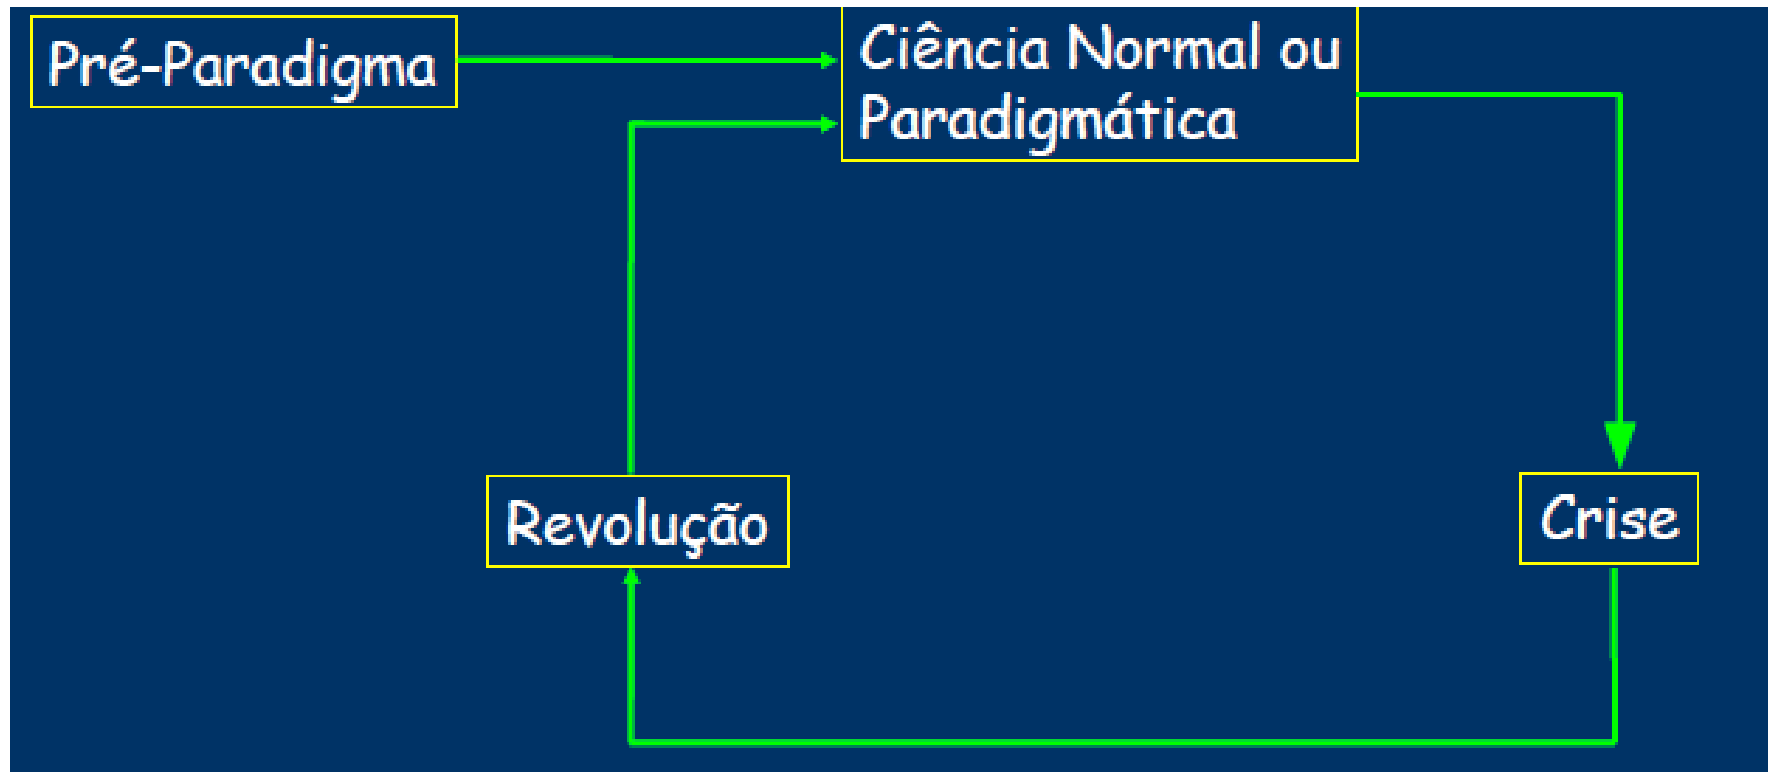 Pré-Paradigma
Ciência Normal ou
Paradigmática
Revolução
Crise